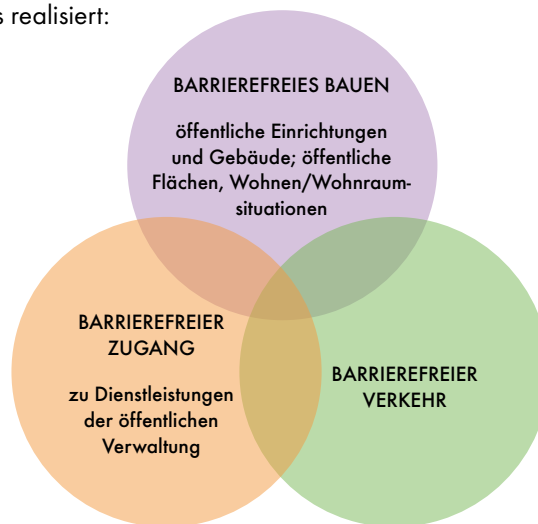 s realisiert:
BARRIEREFREIES BAUEN
öffentliche Einrichtungen
und Gebäude; öffentliche
Flächen, Wohnen/Wohnraum-
situationen
BARRIEREFREIER
ZUGANG
zu Dienstleistungen
der öffentlichen
Verwaltung
BARRIEREFREIER
VERKEHR